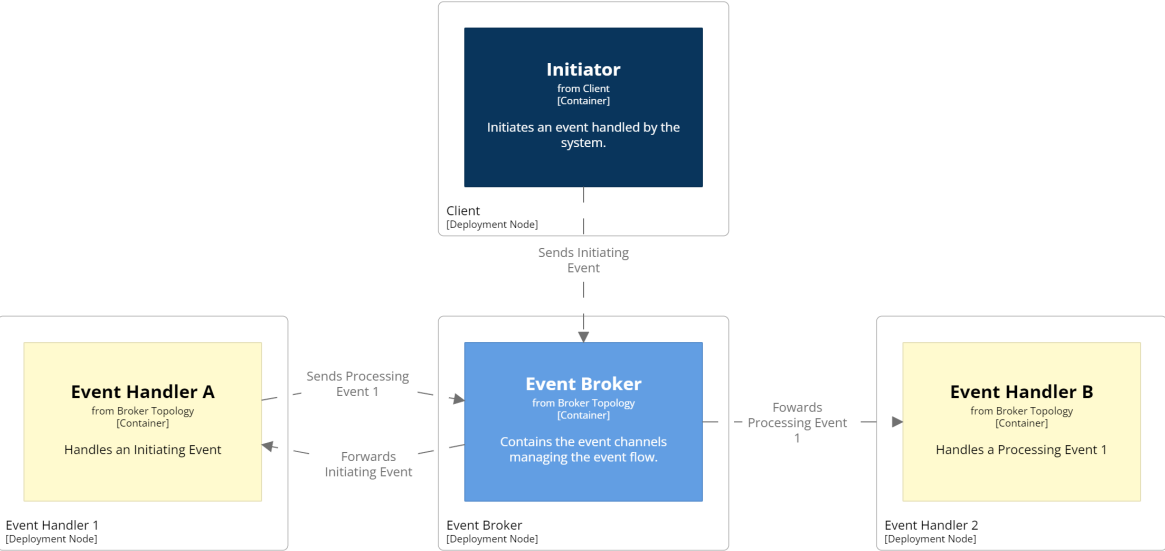 Initiator
from Client
[Container]
Initiates an event handled by the
system.
Client
[Deployment Node]
Sends Initiating
Event
Event Handler A
from Broker Topology
[Container]
Handles an Initiating Event
Event Handler 1
[Deployment Node]
Sends Processing
Event 1
Forwards
Initiating Event
Event Broker
from Broker Topology
[Container]
Contains the event channels
managing the event flow.
Event Broker
[Deployment Node]
Fowards
Processing Event
1
Event Handler B
from Broker Topology
[Container]
Handles a Processing Event 1
Event Handler 2
[Deployment Node]